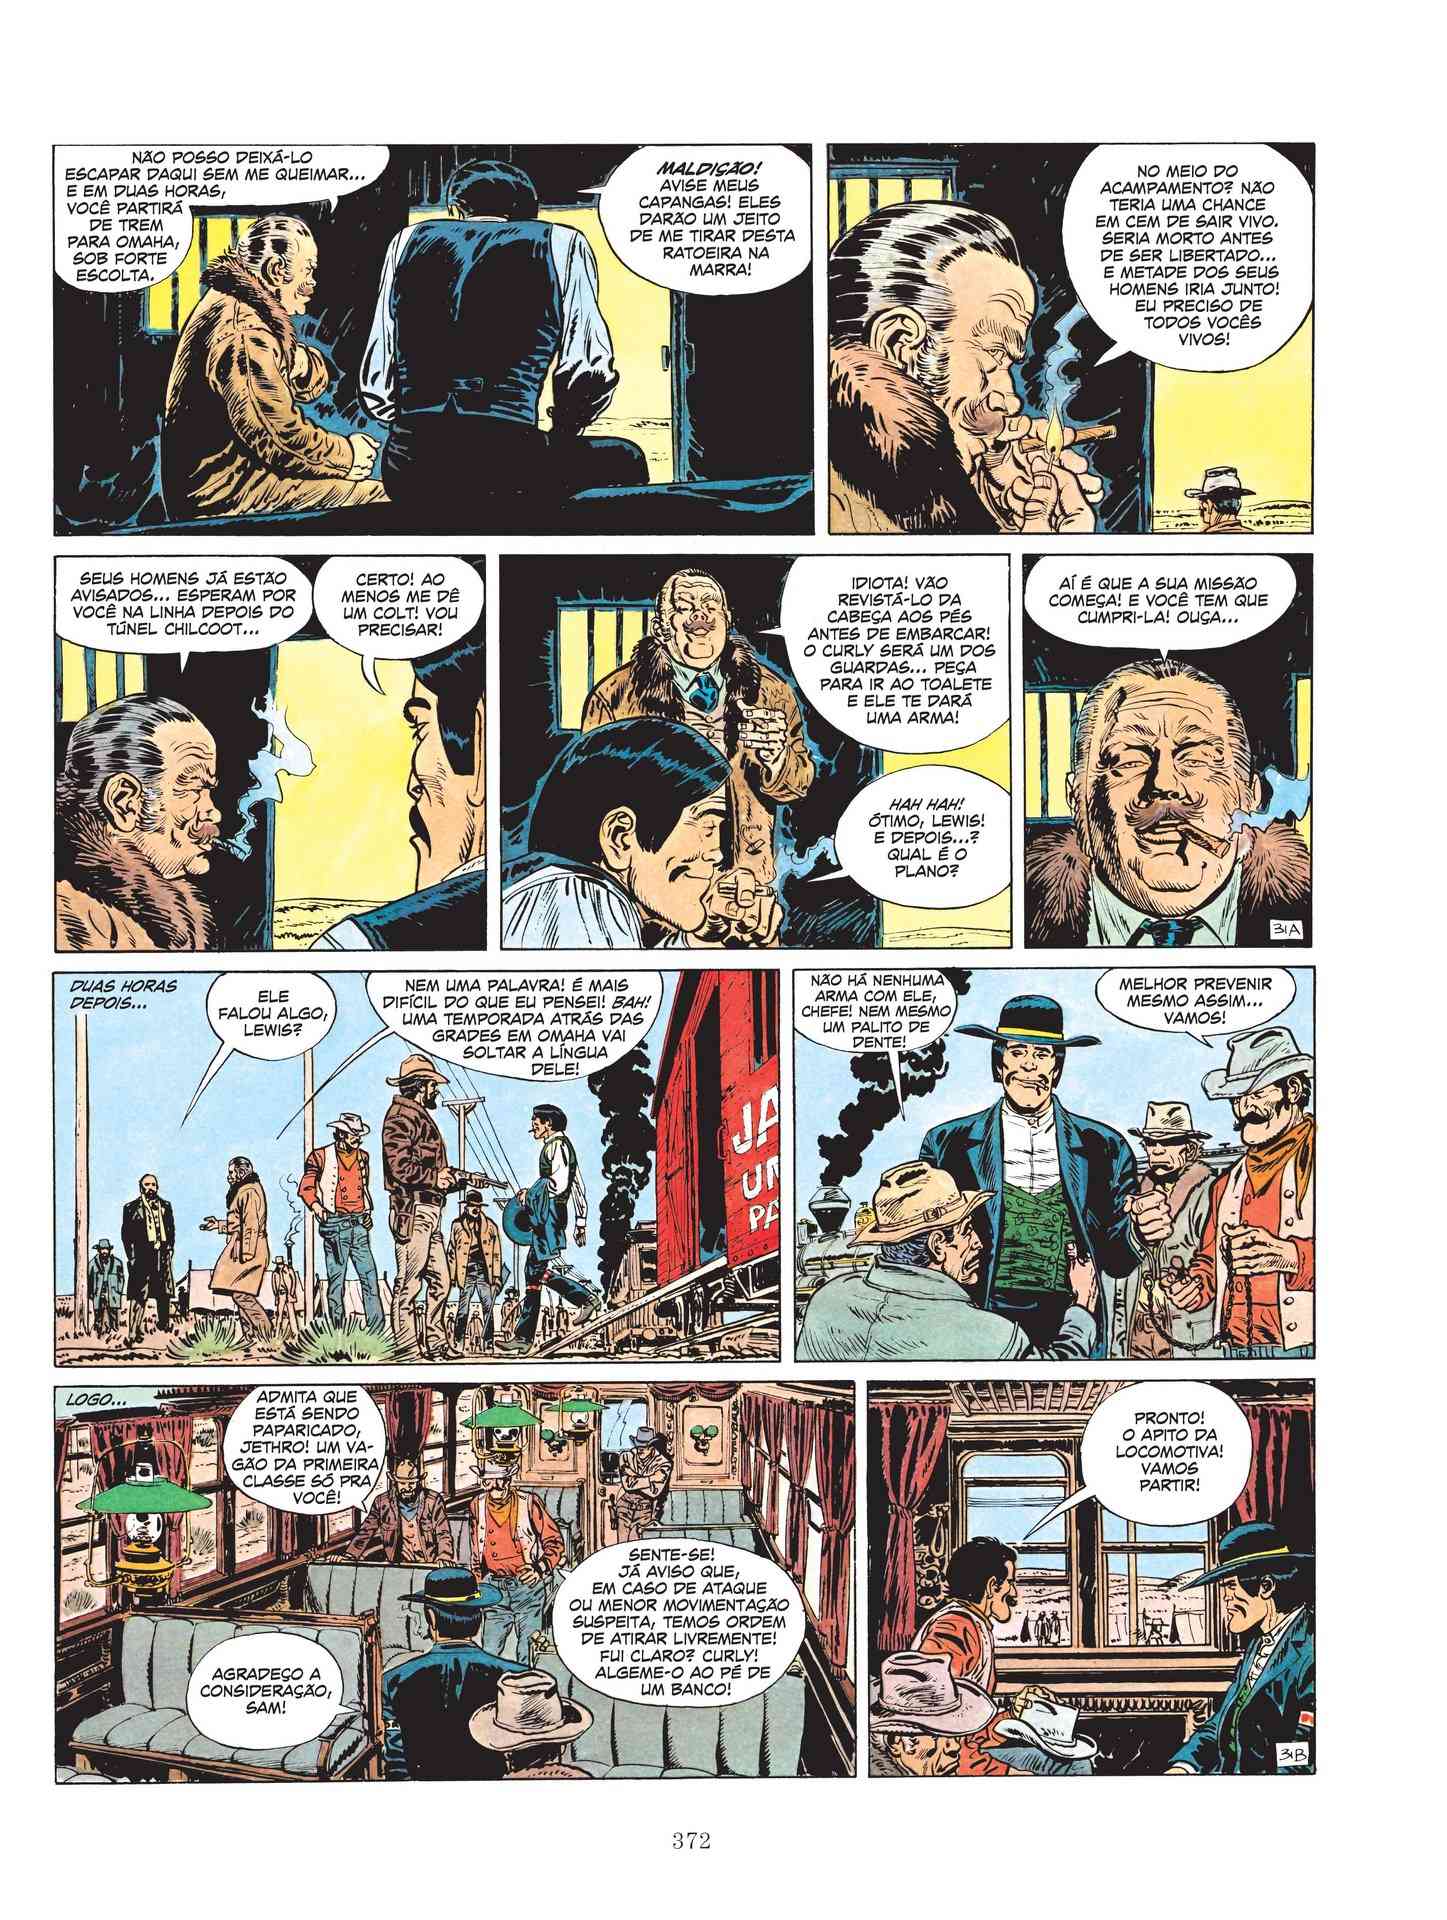 NÃO POSSO DEIXÁ-LO
ESCAPAR DAQUI SEM ME QUEIMAR...
E EM DUAS HORAS,
VOCÊ PARTIRÁ
DE TREM
PARA OMAHA,
SOB FORTE
ESCOLTA.
MALDIÇÃO!
AVISE MEUS
CAPANGAS! ELES
DARÃO UM JEITO
DE ME TIRAR DESTA
RATOEIRA NA
MARRA!
NO MEIO DO
ACAMPAMENTO? NÃO
TERIA UMA CHANCE
EM CEM DE SAIR VIVO.
SERIA MORTO ANTES
DE SER LIBERTADO...
E METADE DOS SEUS
HOMENS IRIA JUNTO!
EU PRECISO DE
TODOS VOCÊS
VIVOS!
SEUS HOMENS JÁ ESTÃO
AVISADOS... ESPERAM POR
VOCÊ NA LINHA DEPOIS DO
TÚNEL CHILCOOT...
CERTO! AO
MENOS ME DÊ
UM COLT! VOU
PRECISAR!
IDIOTA! VÃO
REVISTÁ-LO DA
CABEÇA AOS PÉS
ANTES DE EMBARCAR!
O CURLY SERÁ UM DOS
GUARDAS... PEÇA
PARA IR AO TOALETE
E ELE TE DARÁ
UMA ARMA!
HAH HAH!
ÓTIMO, LEWIS!
E DEPOIS...?
QUAL É O
PLANO?
AÍ É QUE A SUA MISSÃO
COMEÇA! E VOCÊ TEM QUE
CUMPRI-LA! OUÇA...
31A
DUAS HORAS
DEPOIS...
ELE
FALOU ALGO,
LEWIS?
NEM UMA PALAVRA! É MAIS
DIFÍCIL DO QUE EU PENSEI! BAH!
UMA TEMPORADA ATRÁS DAS
GRADES EM OMAHA VAI
SOLTAR A LÍNGUA
DELE!
JA
UN
PA
NÃO HÁ NENHUMA
ARMA COM ELE,
CHEFE! NEM MESMO
UM PALITO DE
DENTE!
MELHOR PREVENIR
MESMO ASSIM...
VAMOS!
LOGO...
ADMITA QUE
ESTÁ SENDO
PAPARICADO,
JETHRO! UM VA-
GÃO DA PRIMEIRA
CLASSE SÓ PRA
VOCÊ!
AGRADEÇO A
CONSIDERAÇÃO,
SAM!
SENTE-SE!
JÁ AVISO QUE,
EM CASO DE ATAQUE
OU MENOR MOVIMENTAÇÃO
SUSPEITA, TEMOS ORDEM
DE ATIRAR LIVREMENTE!
FUI CLARO? CURLY!
ALGEME-O AO PÉ DE
UM BANCO!
PRONTO!
O APITO DA
LOCOMOTIVA!
VAMOS
PARTIR!
31B
372